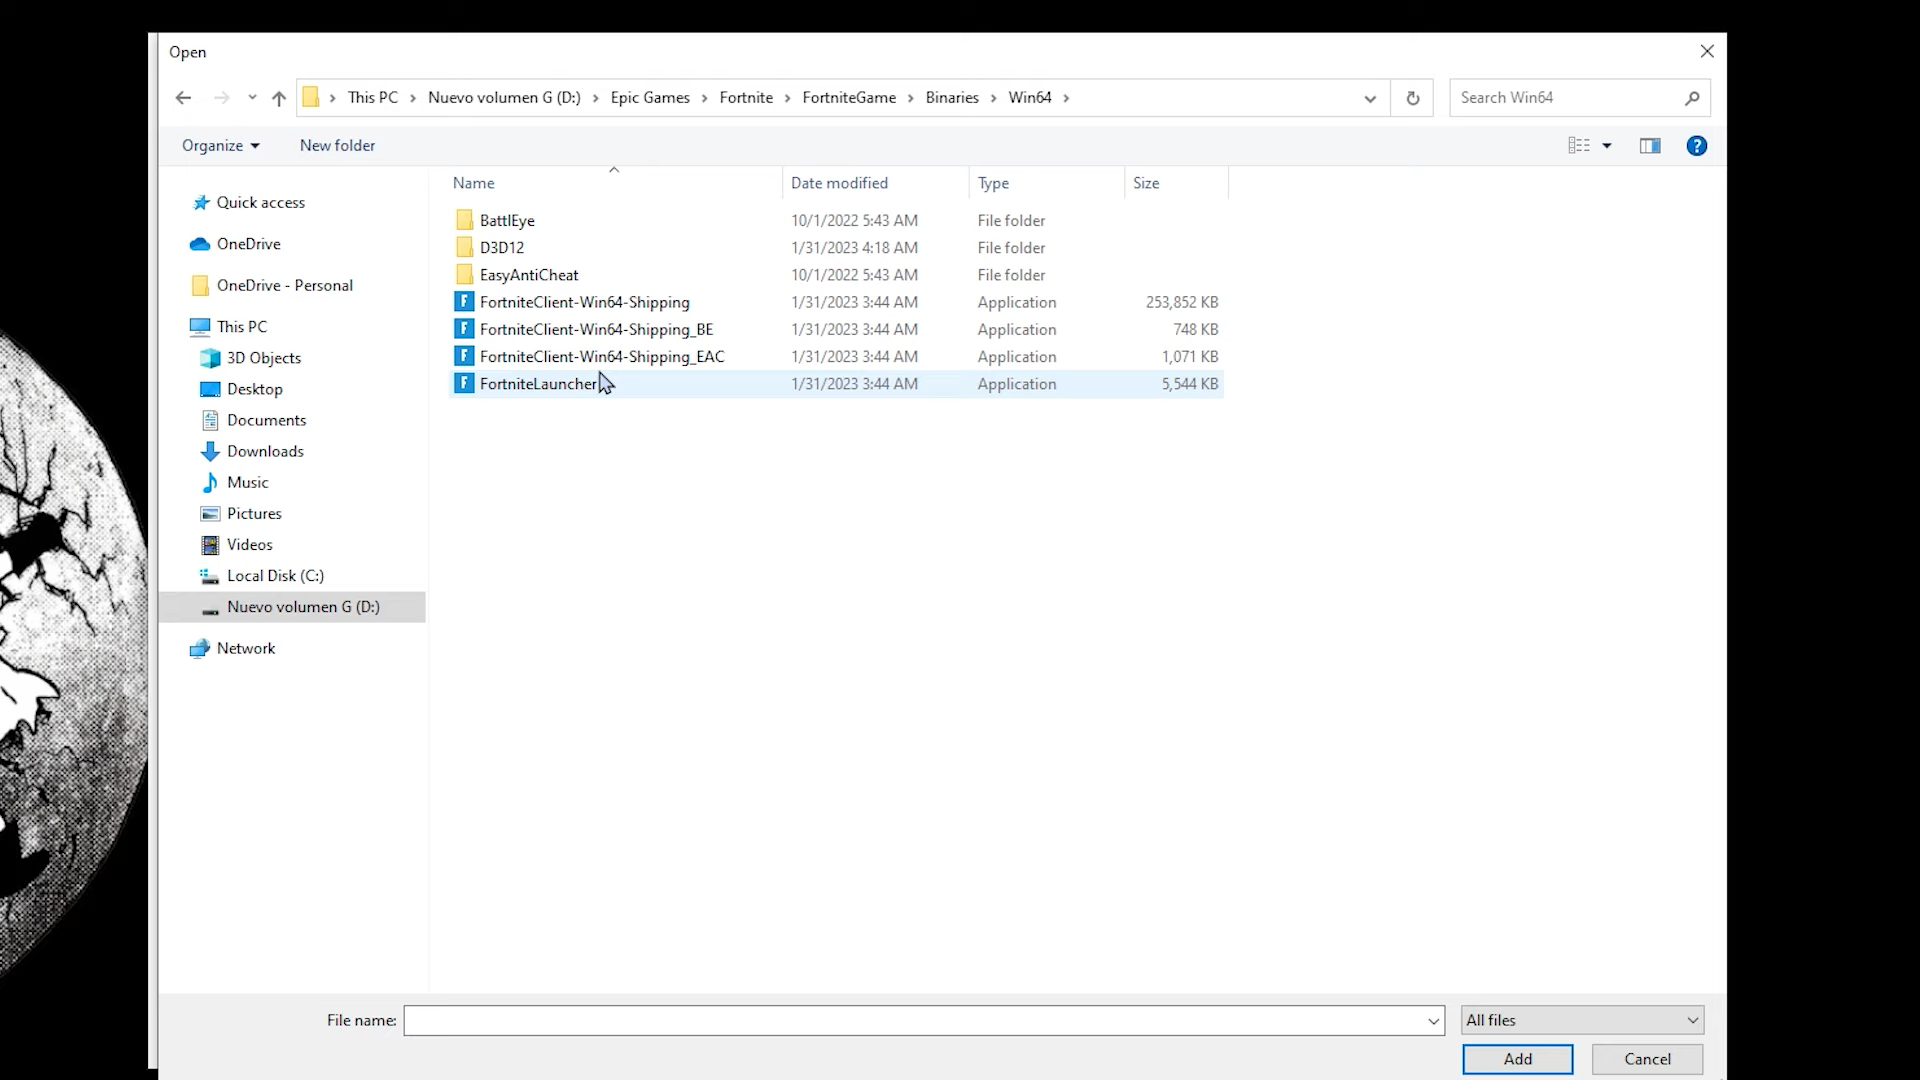 Open
This PC > Nuevo volumen G (D:) > Epic Games > Fortnite > FortniteGame > Binaries > Win64 >
Search Win64
Organize
New folder
Name Date modified Type Size
Quick access
OneDrive
OneDrive - Personal
This PC
3D Objects
Desktop
Documents
Downloads
Music
Pictures
Videos
Local Disk (C:)
Nuevo volumen G (D:)
Network
BattlEye 10/1/2022 5:43 AM File folder
D3D12 1/31/2023 4:18 AM File folder
EasyAntiCheat 10/1/2022 5:43 AM File folder
FortniteClient-Win64-Shipping 1/31/2023 3:44 AM Application 253,852 KB
FortniteClient-Win64-Shipping_BE 1/31/2023 3:44 AM Application 748 KB
FortniteClient-Win64-Shipping_EAC 1/31/2023 3:44 AM Application 1,071 KB
FortniteLauncher 1/31/2023 3:44 AM Application 5,544 KB
File name:
All files
Add
Cancel